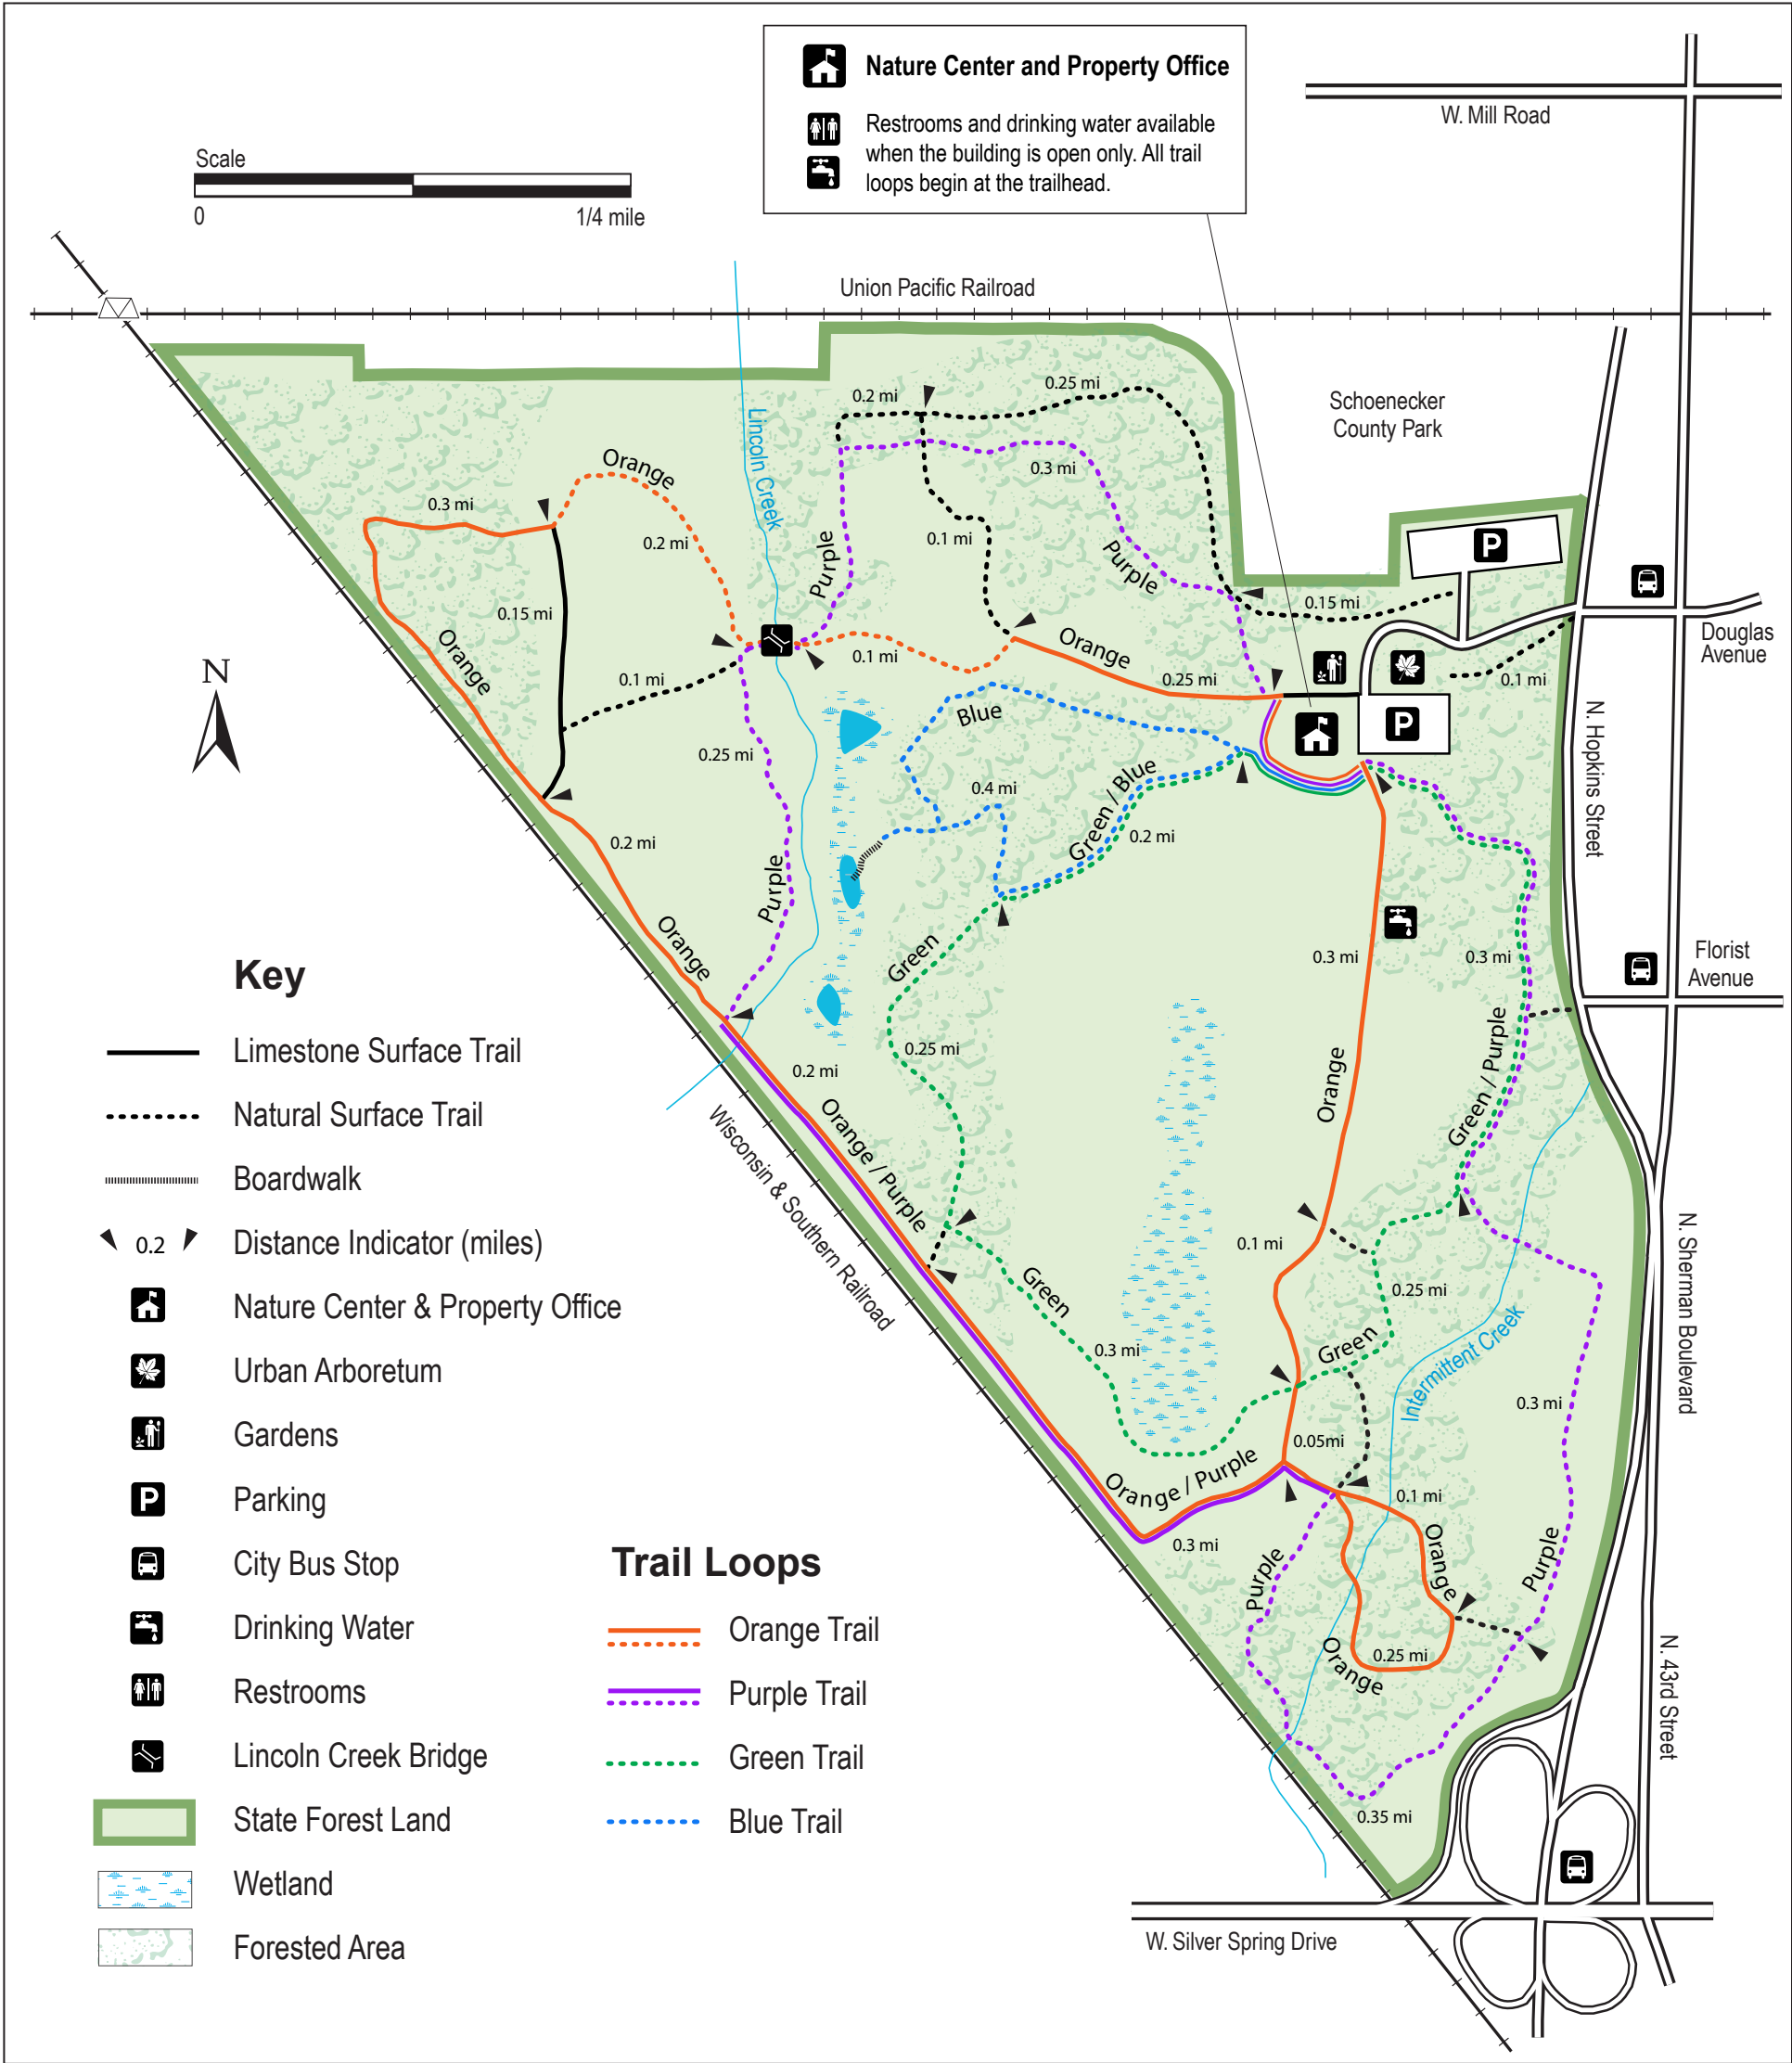 Nature Center and Property Office
Restrooms and drinking water available
when the building is open only. All trail
loops begin at the trailhead.
W. Mill Road
Scale
0
1/4 mile
Union Pacific Railroad
Schoenecker
County Park
Lincoln Creek
0.2 mi
0.25 mi
0.3 mi
0.1 mi
Purple
Purple
Orange
0.3 mi
0.2 mi
0.15 mi
Orange
0.1 mi
0.1 mi
Orange
0.25 mi
0.15 mi
P
Douglas
Avenue
0.1 mi
P
N. Hopkins Street
N
0.25 mi
Blue
0.4 mi
Green / Blue
0.2 mi
0.2 mi
Purple
Orange
Green
0.3 mi
0.3 mi
Florist
Avenue
0.25 mi
0.2 mi
Orange / Purple
Wisconsin & Southern Railroad
Orange
Green / Purple
0.1 mi
Green
0.3 mi
0.25 mi
Green
Intermittent Creek
0.3 mi
N. Sherman Boulevard
0.05mi
Orange / Purple
0.3 mi
0.1 mi
Orange
Purple
Purple
0.25 mi
Orange
0.35 mi
N. 43rd Street
W. Silver Spring Drive
Key
Limestone Surface Trail
Natural Surface Trail
Boardwalk
0.2
Distance Indicator (miles)
Nature Center & Property Office
Urban Arboretum
Gardens
P
Parking
City Bus Stop
Drinking Water
Restrooms
Lincoln Creek Bridge
State Forest Land
Wetland
Forested Area
Trail Loops
Orange Trail
Purple Trail
Green Trail
Blue Trail